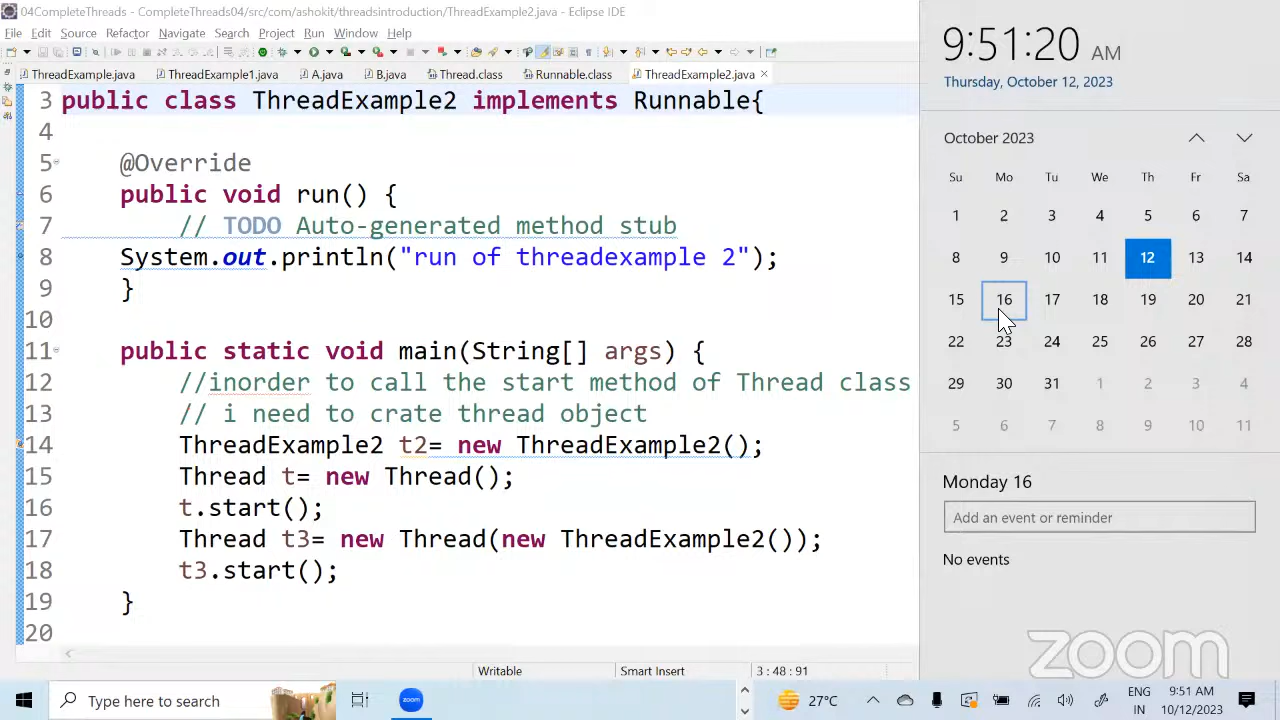 04CompleteThreads - CompleteThreads04/src/com/ashokit/threadsintroduction/ThreadExample2.java - Eclipse IDE
File Edit Source Refactor Navigate Search Project Run Window Help
ThreadExample.java ThreadExample1.java A.java B.java Thread.class Runnable.class ThreadExample2.java
3 public class ThreadExample2 implements Runnable{
4
5 @Override
6 public void run() {
7 // TODO Auto-generated method stub
8 System.out.println("run of threadexample 2");
9 }
10
11 public static void main(String[] args) {
12 //inorder to call the start method of Thread class
13 // i need to crate thread object
14 ThreadExample2 t2= new ThreadExample2();
15 Thread t= new Thread();
16 t.start();
17 Thread t3= new Thread(new ThreadExample2());
18 t3.start();
19 }
20
Writable Smart Insert 3 : 48 : 91
9:51:20 AM
Thursday, October 12, 2023
October 2023
Su Mo Tu We Th Fr Sa
1 2 3 4 5 6 7
8 9 10 11 12 13 14
15 16 17 18 19 20 21
22 23 24 25 26 27 28
29 30 31 1 2 3 4
5 6 7 8 9 10 11
Monday 16
Add an event or reminder
No events
zoom
Type here to search
zoom
27°C
ENG
IN
9:51 AM
10/12/2023